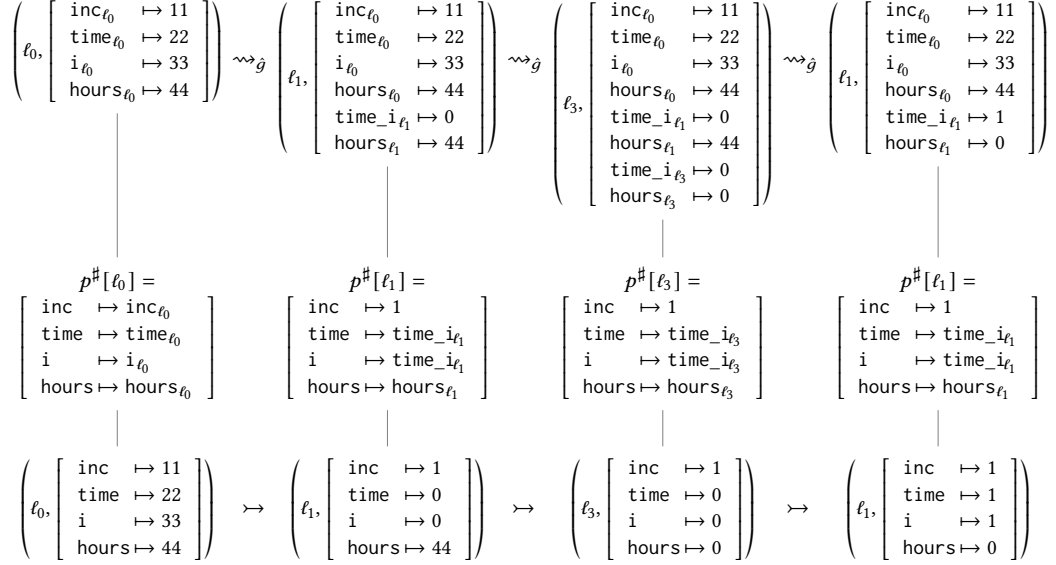 (ℓ₀, [ inc_ℓ₀ ↦ 11
time_ℓ₀ ↦ 22
i_ℓ₀ ↦ 33
hours_ℓ₀ ↦ 44 ])
⇝_ĝ
(ℓ₁, [ inc_ℓ₀ ↦ 11
time_ℓ₀ ↦ 22
i_ℓ₀ ↦ 33
hours_ℓ₀ ↦ 44
time_i_ℓ₁ ↦ 0
hours_ℓ₁ ↦ 44 ])
⇝_ĝ
(ℓ₃, [ inc_ℓ₀ ↦ 11
time_ℓ₀ ↦ 22
i_ℓ₀ ↦ 33
hours_ℓ₀ ↦ 44
time_i_ℓ₁ ↦ 0
hours_ℓ₁ ↦ 44
time_i_ℓ₃ ↦ 0
hours_ℓ₃ ↦ 0 ])
⇝_ĝ
(ℓ₁, [ inc_ℓ₀ ↦ 11
time_ℓ₀ ↦ 22
i_ℓ₀ ↦ 33
hours_ℓ₀ ↦ 44
time_i_ℓ₁ ↦ 1
hours_ℓ₁ ↦ 0 ])
p♯[ℓ₀] =
[ inc ↦ inc_ℓ₀
time ↦ time_ℓ₀
i ↦ i_ℓ₀
hours ↦ hours_ℓ₀ ]
p♯[ℓ₁] =
[ inc ↦ 1
time ↦ time_i_ℓ₁
i ↦ time_i_ℓ₁
hours ↦ hours_ℓ₁ ]
p♯[ℓ₃] =
[ inc ↦ 1
time ↦ time_i_ℓ₃
i ↦ time_i_ℓ₃
hours ↦ hours_ℓ₃ ]
p♯[ℓ₁] =
[ inc ↦ 1
time ↦ time_i_ℓ₁
i ↦ time_i_ℓ₁
hours ↦ hours_ℓ₁ ]
(ℓ₀, [ inc ↦ 11
time ↦ 22
i ↦ 33
hours ↦ 44 ])
↣
(ℓ₁, [ inc ↦ 1
time ↦ 0
i ↦ 0
hours ↦ 44 ])
↣
(ℓ₃, [ inc ↦ 1
time ↦ 0
i ↦ 0
hours ↦ 0 ])
↣
(ℓ₁, [ inc ↦ 1
time ↦ 1
i ↦ 1
hours ↦ 0 ])